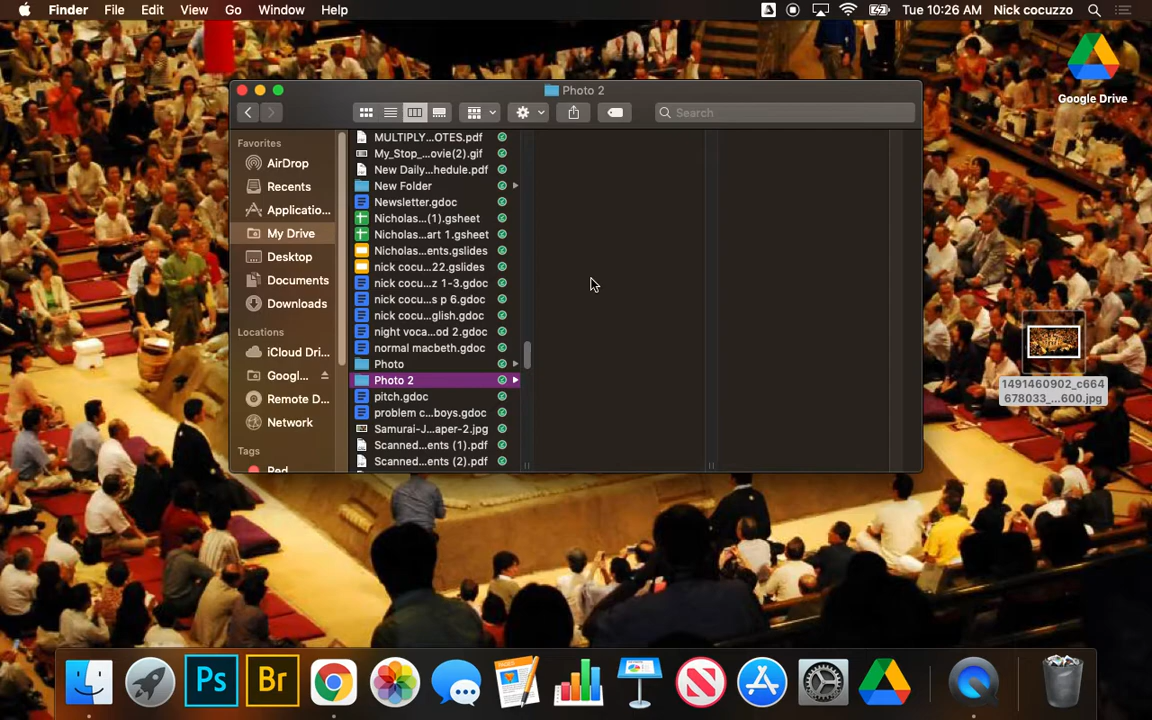 Finder File Edit View Go Window Help Tue 10:26 AM Nick cocuzzo
Google Drive
Photo 2
Search
Favorites
AirDrop
Recents
Applicatio...
My Drive
Desktop
Documents
Downloads
Locations
iCloud Dri...
Googl...
Remote D...
Network
Tags
Red
MULTIPLY...OTES.pdf
My_Stop_...ovie(2).gif
New Daily...hedule.pdf
New Folder
Newsletter.gdoc
Nicholas...(1).gsheet
Nicholas...art 1.gsheet
Nicholas...ents.gslides
nick cocu...22.gslides
nick cocu...z 1-3.gdoc
nick cocu...s p 6.gdoc
nick cocu...glish.gdoc
night voca...od 2.gdoc
normal macbeth.gdoc
Photo
Photo 2
pitch.gdoc
problem c...boys.gdoc
Samurai-J...aper-2.jpg
Scanned...ents (1).pdf
Scanned...ents (2).pdf
1491460902_c664
678033_...600.jpg
Ps
Br